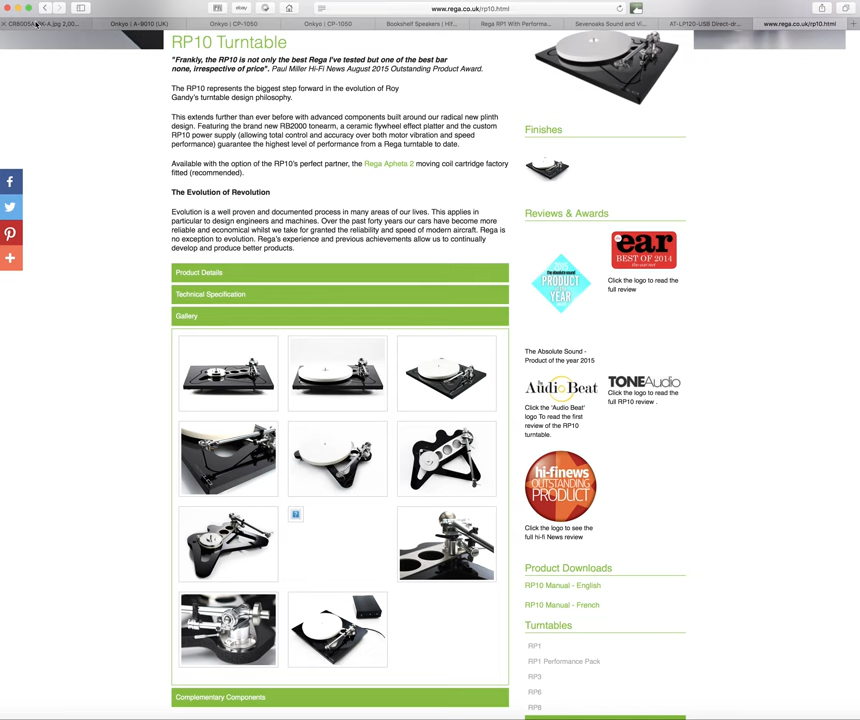 www.rega.co.uk/rp10.html
Onkyo | A-9010 (UK)
Onkyo | CP-1050
Onkyo | CP-1050
Bookshelf Speakers | Hif...
Rega RP1 With Performa...
Sevenoaks Sound and Vi...
AT-LP120-USB Direct-dr...
www.rega.co.uk/rp10.html
RP10 Turntable
"Frankly, the RP10 is not only the best Rega I've tested but one of the best bar
none, irrespective of price". Paul Miller Hi-Fi News August 2015 Outstanding Product Award.
The RP10 represents the biggest step forward in the evolution of Roy
Gandy's turntable design philosophy.
This extends further than ever before with advanced components built around our radical new plinth
design. Featuring the brand new RB2000 tonearm, a ceramic flywheel effect platter and the custom
RP10 power supply (allowing total control and accuracy over both motor vibration and speed
performance) guarantee the highest level of performance from a Rega turntable to date.
Available with the option of the RP10's perfect partner, the Rega Apheta 2 moving coil cartridge factory
fitted (recommended).
The Evolution of Revolution
Evolution is a well proven and documented process in many areas of our lives. This applies in
particular to design engineers and machines. Over the past forty years our cars have become more
reliable and economical whilst we take for granted the reliability and speed of modern aircraft. Rega is
no exception to evolution. Rega's experience and previous achievements allow us to continually
develop and produce better products.
Product Details
Technical Specification
Gallery
Complementary Components
Finishes
Reviews & Awards
the absolute sound
PRODUCT
OF THE
YEAR
ear
BEST OF 2014
Click the logo to read the
full review
The Absolute Sound -
Product of the year 2015
the Audio Beat
Click the 'Audio Beat'
logo To read the first
review of the RP10
turntable.
TONEAudio
Click the logo to read the
full RP10 review .
hi-finews
OUTSTANDING
PRODUCT
Click the logo to see the
full hi-fi News review
Product Downloads
RP10 Manual - English
RP10 Manual - French
Turntables
RP1
RP1 Performance Pack
RP3
RP6
RP8